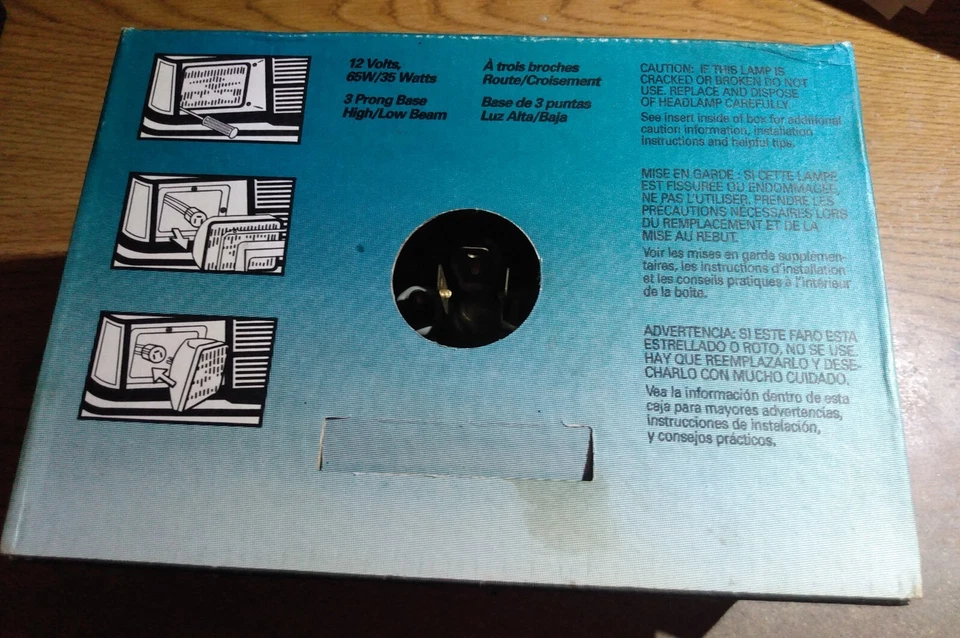 12 Volts,
65W/35 Watts
3 Prong Base
High/Low Beam
À trois broches
Route/Croisement
Base de 3 puntas
Luz Alta/Baja
CAUTION: IF THIS LAMP IS
CRACKED OR BROKEN DO NOT
USE. REPLACE AND DISPOSE
OF HEADLAMP CAREFULLY.
See insert inside of box for additional
caution information, installation
instructions and helpful tips.
MISE EN GARDE : SI CETTE LAMPE
EST FISSURÉE OU ENDOMMAGÉE,
NE PAS L'UTILISER. PRENDRE LES
PRÉCAUTIONS NÉCESSAIRES LORS
DU REMPLACEMENT ET DE LA
MISE AU REBUT.
Voir les mises en garde supplémen-
taires, les instructions d'installation
et les conseils pratiques à l'intérieur
de la boîte.
ADVERTENCIA: SI ESTE FARO ESTA
ESTRELLADO O ROTO, NO SE USE.
HAY QUE REEMPLAZARLO Y DESE-
CHARLO CON MUCHO CUIDADO.
Vea la información dentro de esta
caja para mayores advertencias,
instrucciones de instalación,
y consejos prácticos.